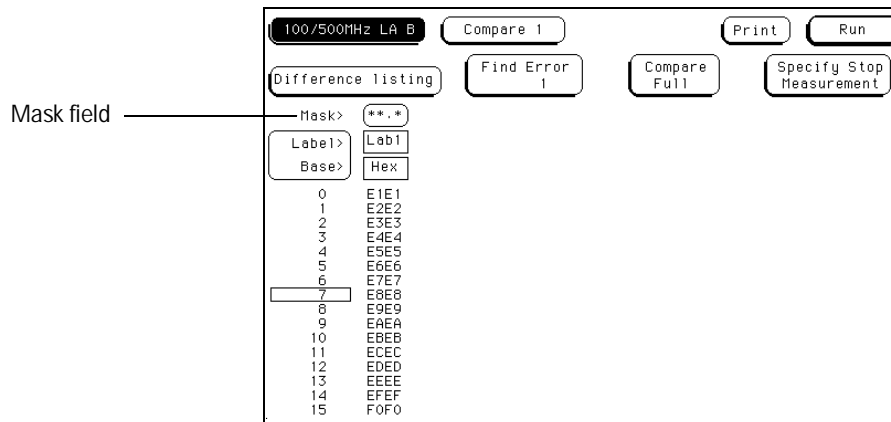 100/500MHz LA B Compare 1 Print Run
Difference listing Find Error 1 Compare Full Specify Stop Measurement
Mask field Mask> **.*
Label> Lab1
Base> Hex
0 E1E1
1 E2E2
2 E3E3
3 E4E4
4 E5E5
5 E6E6
6 E7E7
7 E8E8
8 E9E9
9 EAEA
10 EBEB
11 ECEC
12 EDED
13 EEEE
14 EFEF
15 F0F0